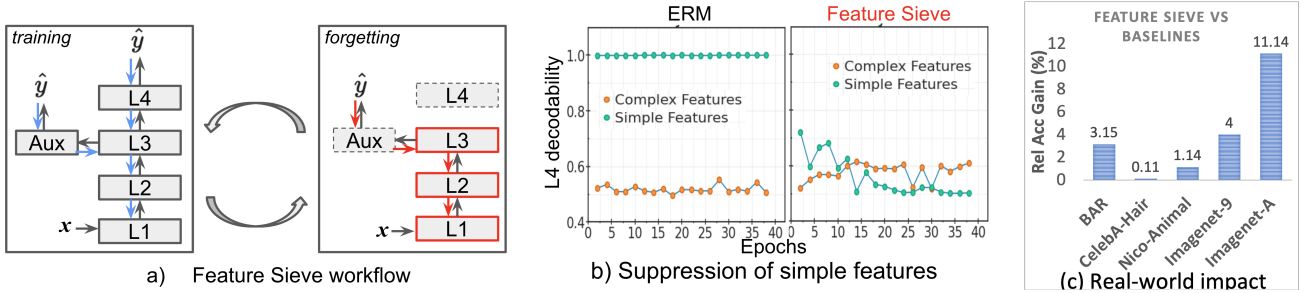 training
ŷ
L4
Aux
L3
L2
x
L1
forgetting
ŷ
L4
Aux
L3
L2
x
L1
a) Feature Sieve workflow
ERM
Feature Sieve
L4 decodability
1.0
0.8
0.6
0.4
Complex Features
Simple Features
Complex Features
Simple Features
0 5 10 15 20 25 30 35 40
0 5 10 15 20 25 30 35 40
Epochs
b) Suppression of simple features
FEATURE SIEVE VS
BASELINES
Rel Acc Gain (%)
12
10
8
6
4
2
0
3.15
0.11
1.14
4
11.14
BAR
CelebA-Hair
Nico-Animal
Imagenet-9
Imagenet-A
(c) Real-world impact